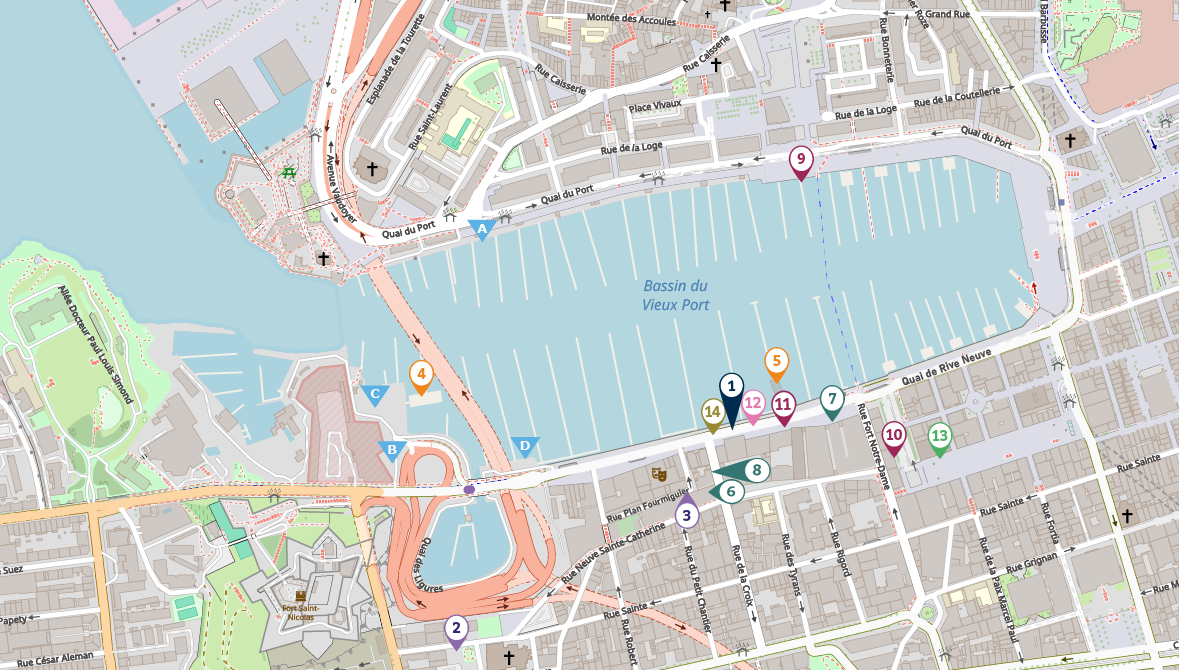 Montée des Accoules
Grand Rue
Rue Caisserie
Esplanade de la Tourette
Rue Caisserie
Rue Bonneterie
Place Vivaux
Rue de la Coutellerie
Rue de la Loge
Rue Saint-Laurent
Rue de la Loge
Quai du Port
9
Avenue Vaudoyer
Quai du Port
Quai du Port
A
Bassin du
Vieux Port
Allée Docteur Paul Louis Simond
Quai de Rive Neuve
5
4
C
1
12
14
11
7
Rue Fort Notre-Dame
10
13
D
B
8
6
Rue Plan Fourmiguier
3
Rue Sainte
Rue Sainte
Rue Fortia
Rue Neuve Sainte-Catherine
Quai des Ligures
Rue du Petit Chantier
Rue de la Croix
Rue des Tyrans
Rue Rigord
Rue Grignan
Rue de la Paix Marcel Paul
Suez
Fort Saint-
Nicolas
Rue Sainte
Rue Robert
Papety
2
Rue César Aleman